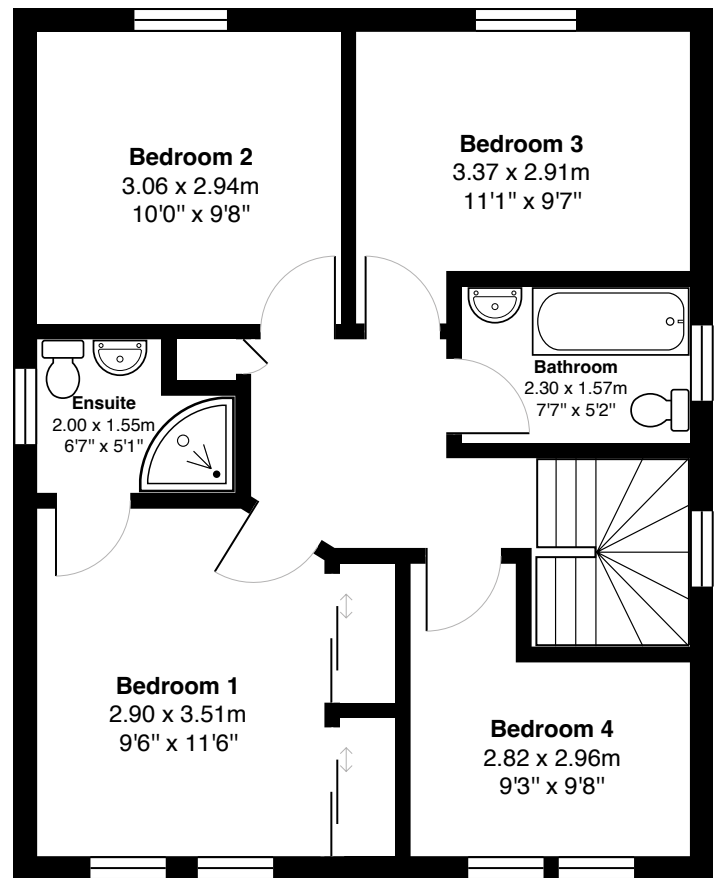 Bedroom 2
3.06 x 2.94m
10'0" x 9'8"
Bedroom 3
3.37 x 2.91m
11'1" x 9'7"
Ensuite
2.00 x 1.55m
6'7" x 5'1"
Bathroom
2.30 x 1.57m
7'7" x 5'2"
Bedroom 1
2.90 x 3.51m
9'6" x 11'6"
Bedroom 4
2.82 x 2.96m
9'3" x 9'8"